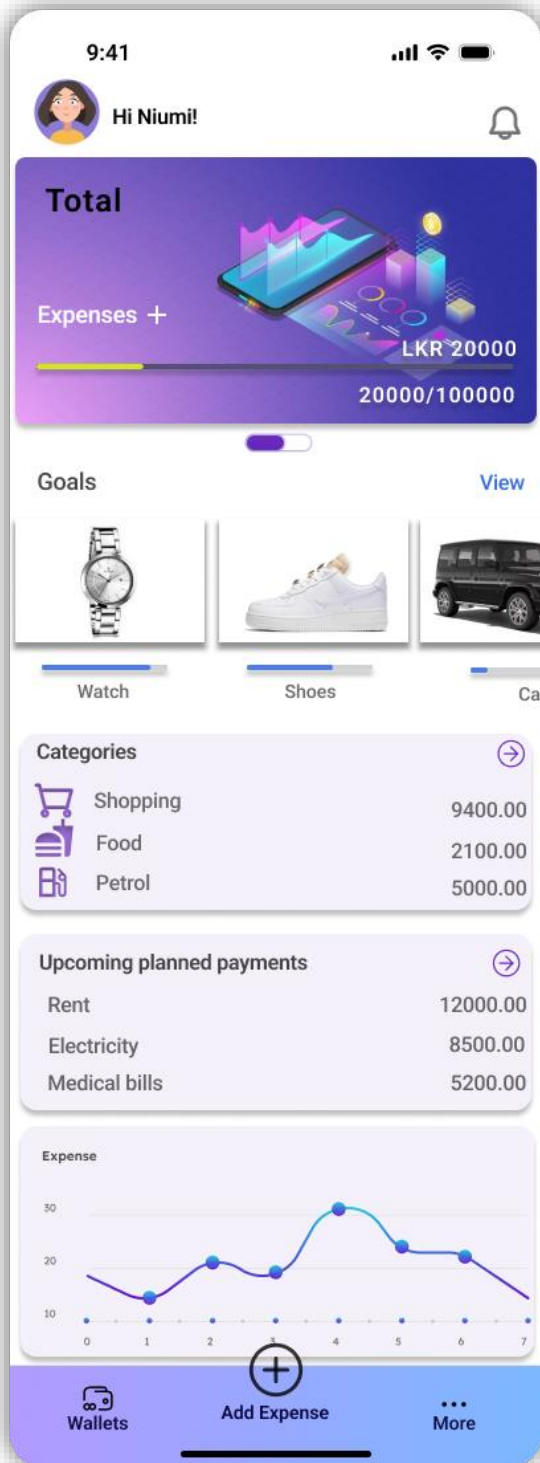 9:41
Hi Niumi!
Total
Expenses +
LKR 20000
20000/100000
Goals View
Watch Shoes Ca
Categories
Shopping 9400.00
Food 2100.00
Petrol 5000.00
Upcoming planned payments
Rent 12000.00
Electricity 8500.00
Medical bills 5200.00
Expense
30
20
10
0 1 2 3 4 5 6 7
Wallets Add Expense More